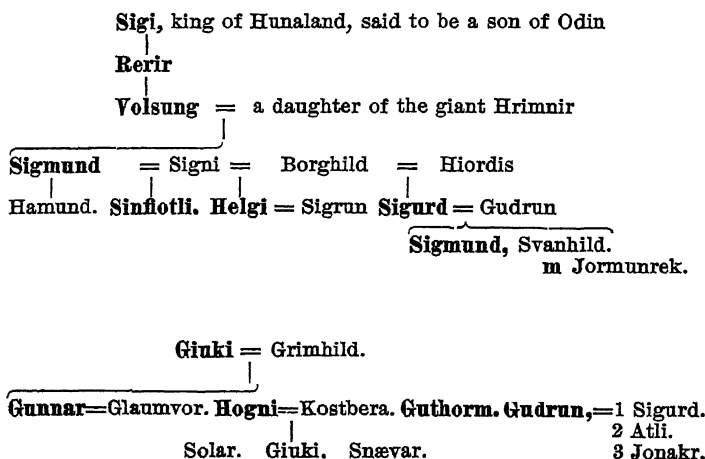 Sigi, king of Hunaland, said to be a son of Odin
Rerir
Volsung = a daughter of the giant Hrimnir
Sigmund = Signi = Borghild = Hiordis
Hamund. Sinfiotli. Helgi = Sigrun Sigurd = Gudrun
Sigmund, Svanhild.
m Jormunrek.
Giuki = Grimhild.
Gunnar=Glaumvor. Hogni=Kostbera. Guthorm. Gudrun,=1 Sigurd.
2 Atli.
Solar. Giuki. Snævar. 3 Jonakr.